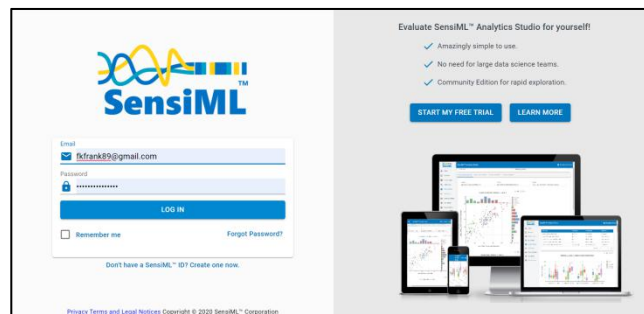 SensiML™
Email
fkfrank89@gmail.com
Password
•••••••••••••••
LOG IN
Remember me
Forgot Password?
Don't have a SensiML™ ID? Create one now.
Privacy Terms and Legal Notices Copyright © 2020 SensiML™ Corporation
Evaluate SensiML™ Analytics Studio for yourself!
Amazingly simple to use.
No need for large data science teams.
Community Edition for rapid exploration.
START MY FREE TRIAL
LEARN MORE